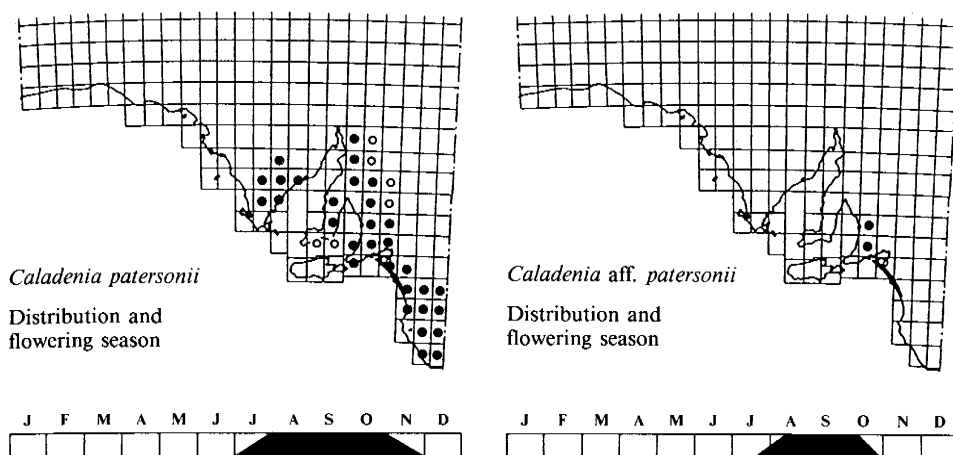 Caladenia patersonii
Distribution and
flowering season
J F M A M J J A S O N D
Caladenia aff. patersonii
Distribution and
flowering season
J F M A M J J A S O N D